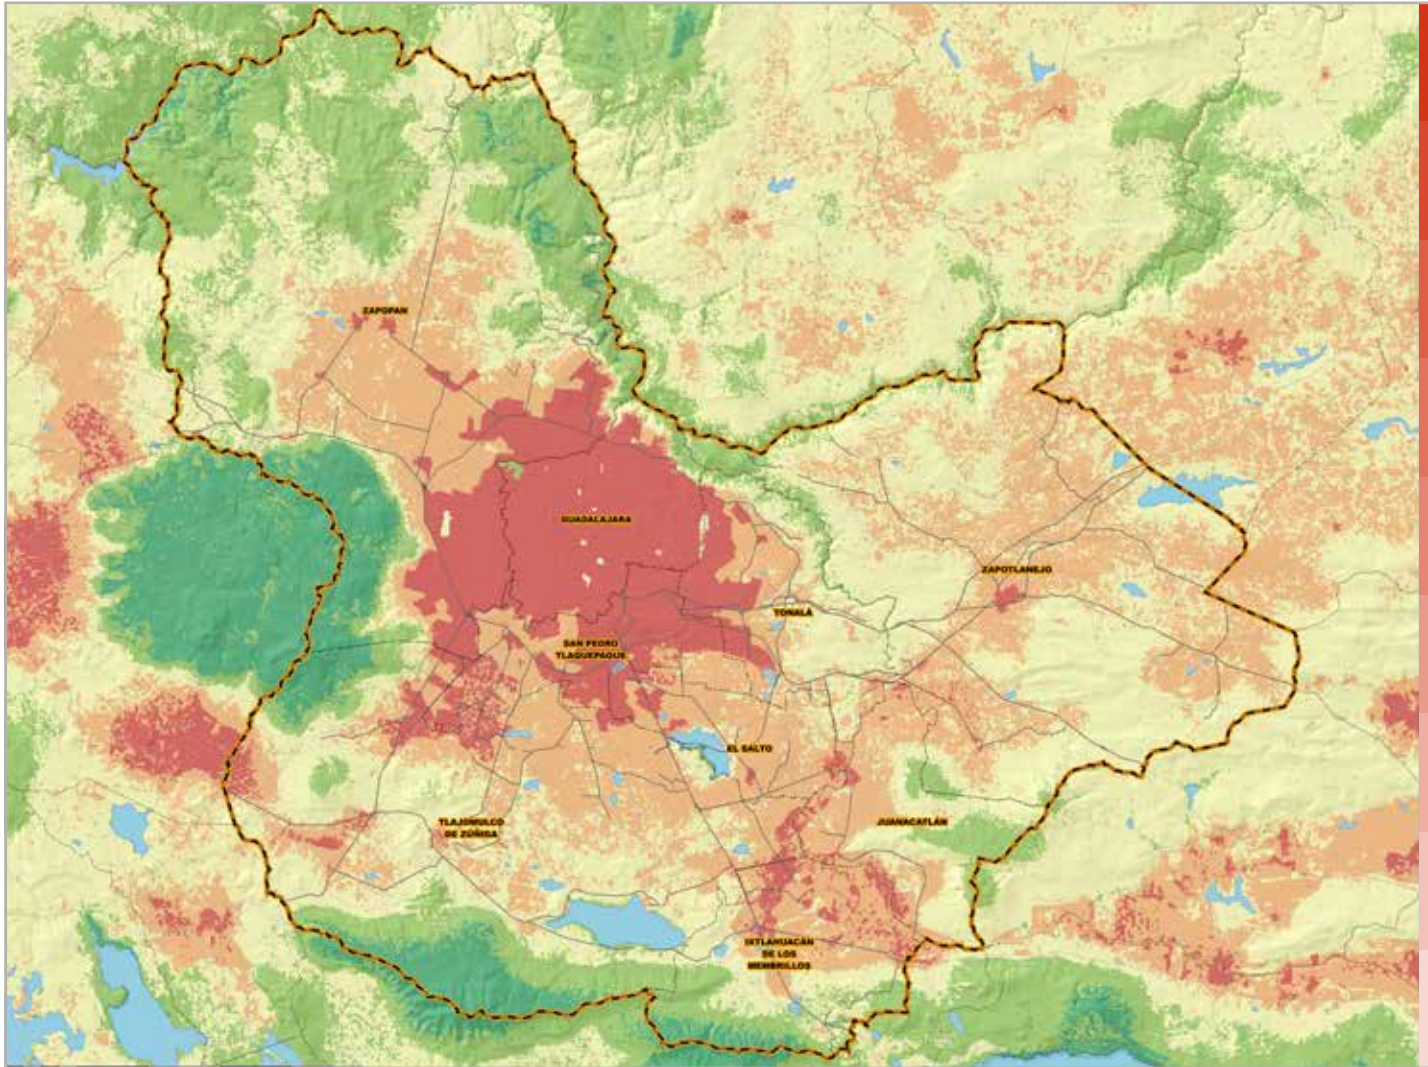 ZAPOPAN
GUADALAJARA
ZAPOTLANEJO
TONALÁ
SAN PEDRO
TLAQUEPAQUE
EL SALTO
TLAJOMULCO
DE ZÚÑIGA
JUANACATLÁN
IXTLAHUACÁN
DE LOS
MEMBRILLOS